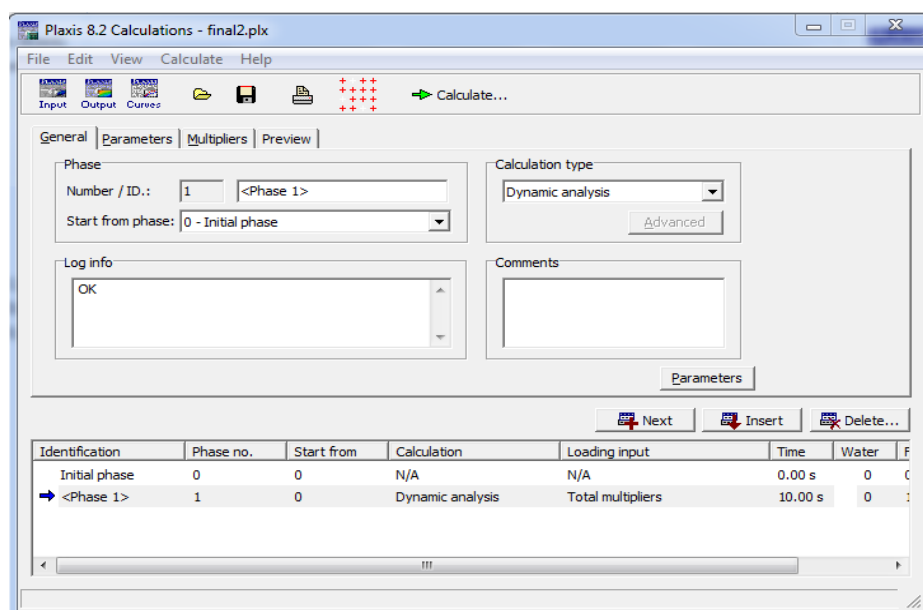 Plaxis 8.2 Calculations - final2.plx
File Edit View Calculate Help
Input Output Curves Calculate...
General Parameters Multipliers Preview
Phase
Number / ID.: 1 <Phase 1>
Start from phase: 0 - Initial phase
Calculation type
Dynamic analysis
Advanced
Log info
OK
Comments
Parameters
Next Insert Delete...
Identification Phase no. Start from Calculation Loading input Time Water F
Initial phase 0 0 N/A N/A 0.00 s 0
<Phase 1> 1 0 Dynamic analysis Total multipliers 10.00 s 0